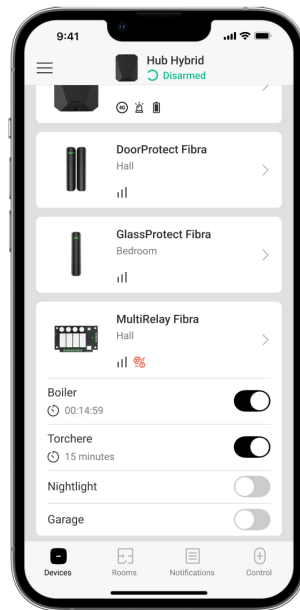 9:41
Hub Hybrid
Disarmed
4G
DoorProtect Fibra
Hall
GlassProtect Fibra
Bedroom
MultiRelay Fibra
Hall
Boiler
00:14:59
Torchere
15 minutes
Nightlight
Garage
Devices
Rooms
Notifications
Control